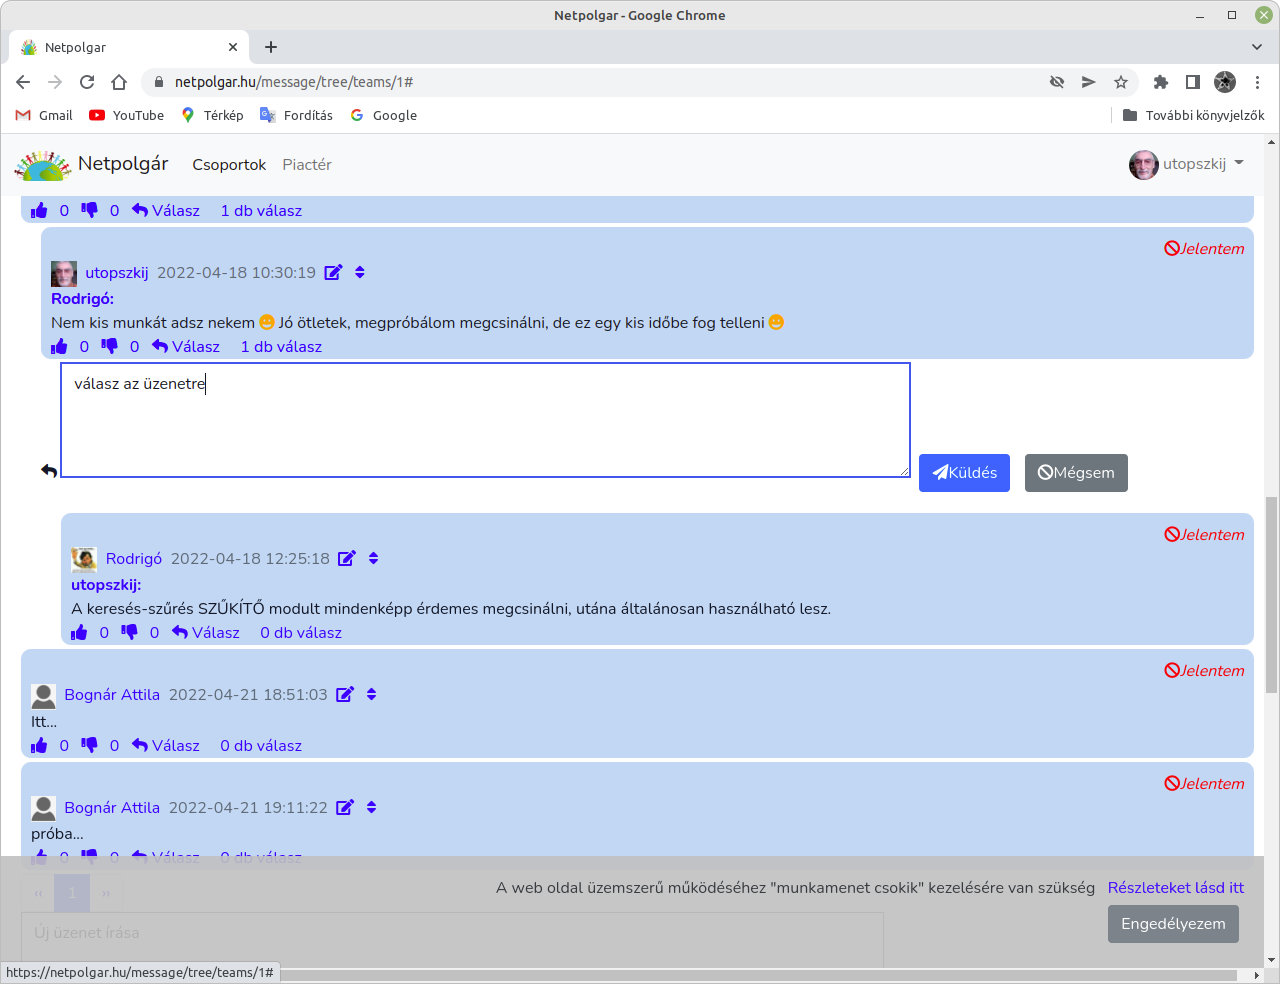 Netpolgar - Google Chrome
Netpolgar
netpolgar.hu/message/tree/teams/1#
Gmail YouTube Térkép Fordítás Google További könyvjelzők
Netpolgár Csoportok Piactér utopszkij
0 0 Válasz 1 db válasz
Jelentem
utopszkij 2022-04-18 10:30:19
Rodrigó:
Nem kis munkát adsz nekem 😀 Jó ötletek, megpróbálom megcsinálni, de ez egy kis időbe fog telleni 😀
0 0 Válasz 1 db válasz
válasz az üzenetre
Küldés Mégsem
Jelentem
Rodrigó 2022-04-18 12:25:18
utopszkij:
A keresés-szűrés SZŰKÍTŐ modult mindenképp érdemes megcsinálni, utána általánosan használható lesz.
0 0 Válasz 0 db válasz
Jelentem
Bognár Attila 2022-04-21 18:51:03
Itt...
0 0 Válasz 0 db válasz
Jelentem
Bognár Attila 2022-04-21 19:11:22
próba...
0 0 Válasz 0 db válasz
A web oldal üzemszerű működéséhez "munkamenet csokik" kezelésére van szükség Részleteket lásd itt
‹‹ 1 ››
Engedélyezem
Új üzenet írása
https://netpolgar.hu/message/tree/teams/1#